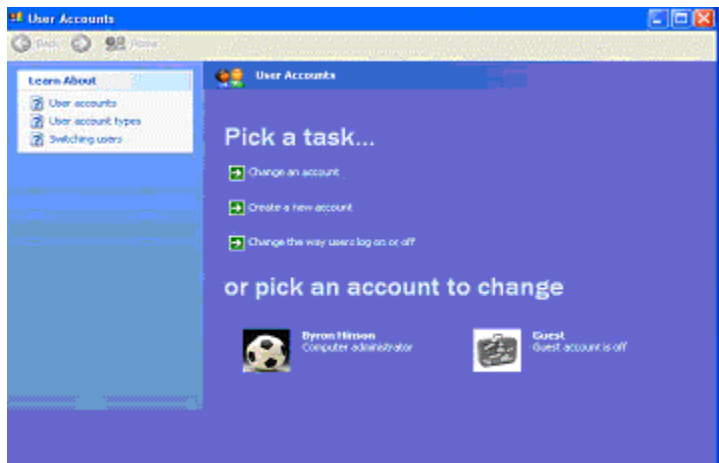 User Accounts
Back Home
Learn About
User accounts
User account types
Switching users
User Accounts
Pick a task...
Change an account
Create a new account
Change the way users log on or off
or pick an account to change
Byron Hinson
Computer administrator
Guest
Guest account is off